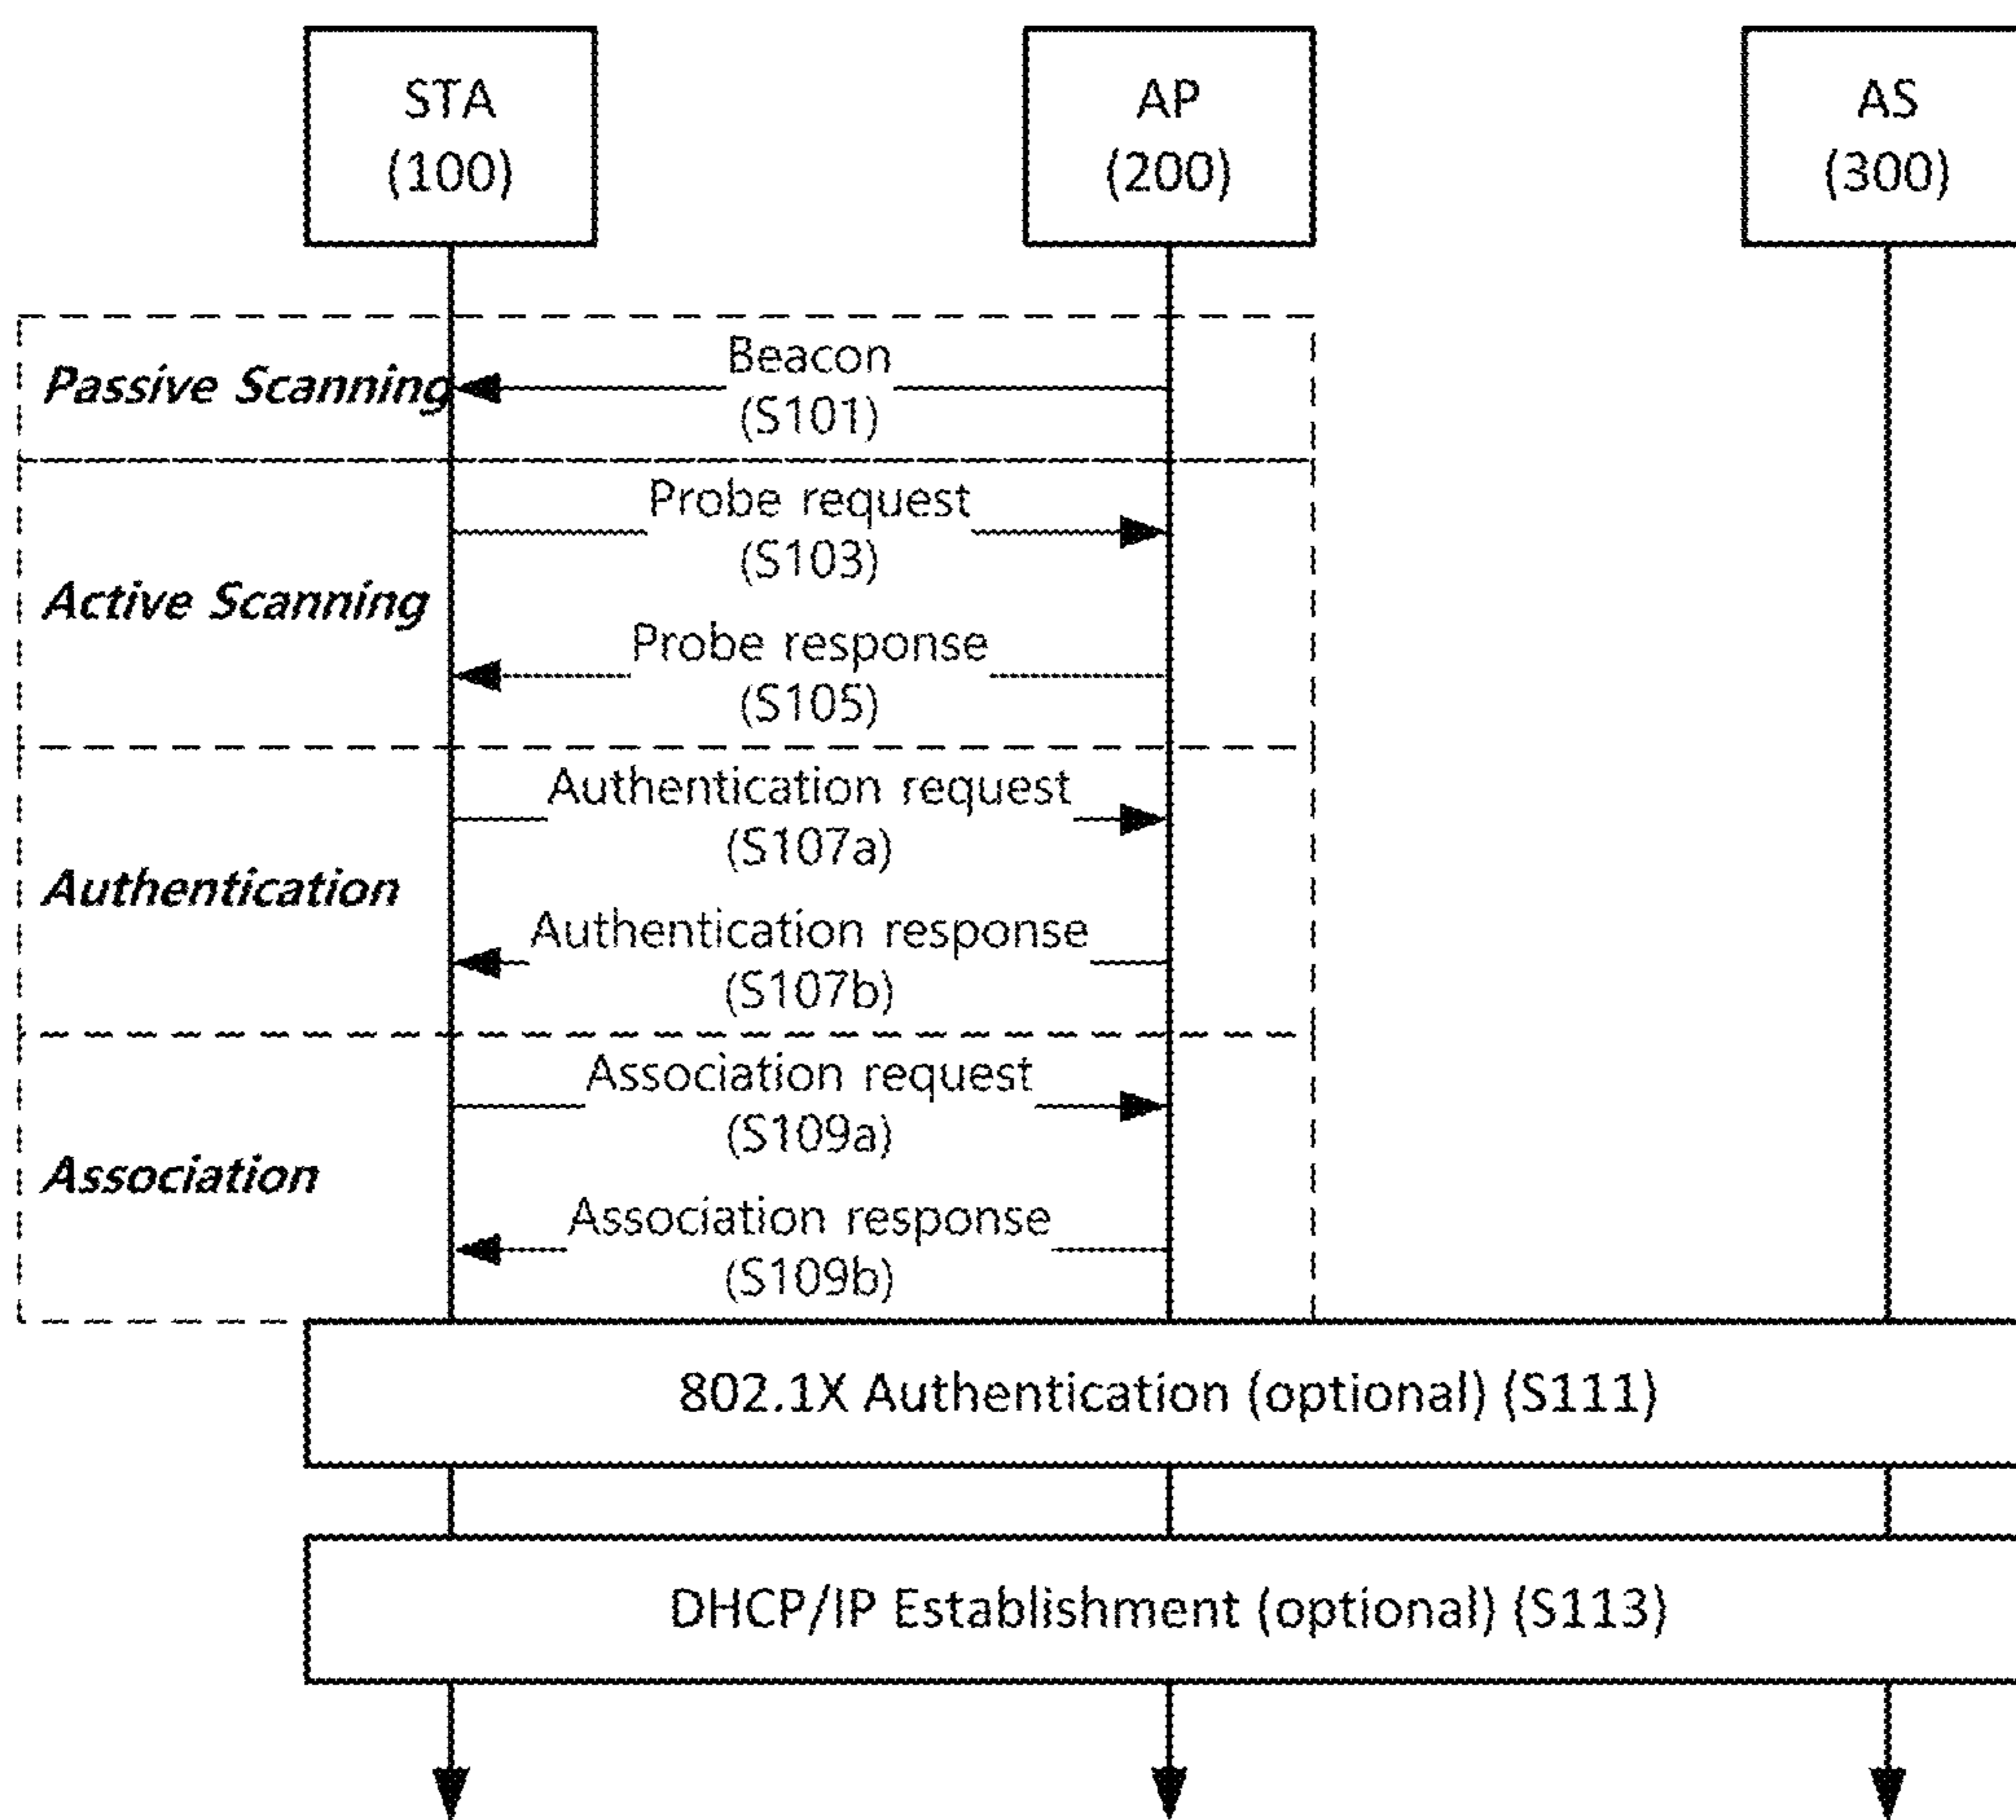 STA
(100)
AP
(200)
AS
(300)
Passive Scanning
Beacon
(S101)
Active Scanning
Probe request
(S103)
Probe response
(S105)
Authentication
Authentication request
(S107a)
Authentication response
(S107b)
Association
Association request
(S109a)
Association response
(S109b)
802.1X Authentication (optional) (S111)
DHCP/IP Establishment (optional) (S113)